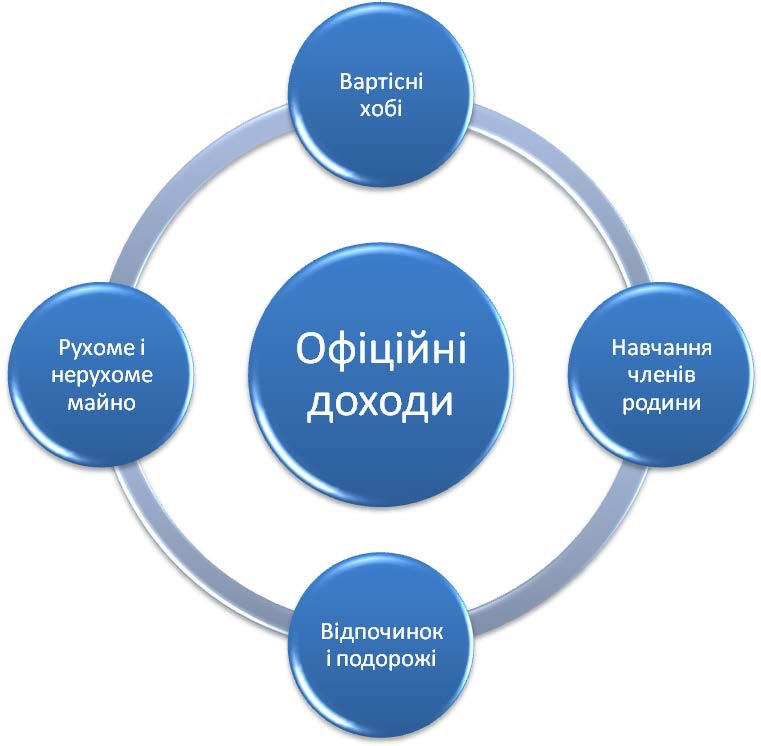 Вартісні
хобі
Рухоме і
нерухоме
майно
Офіційні
доходи
Навчання
членів
родини
Відпочинок
і подорожі